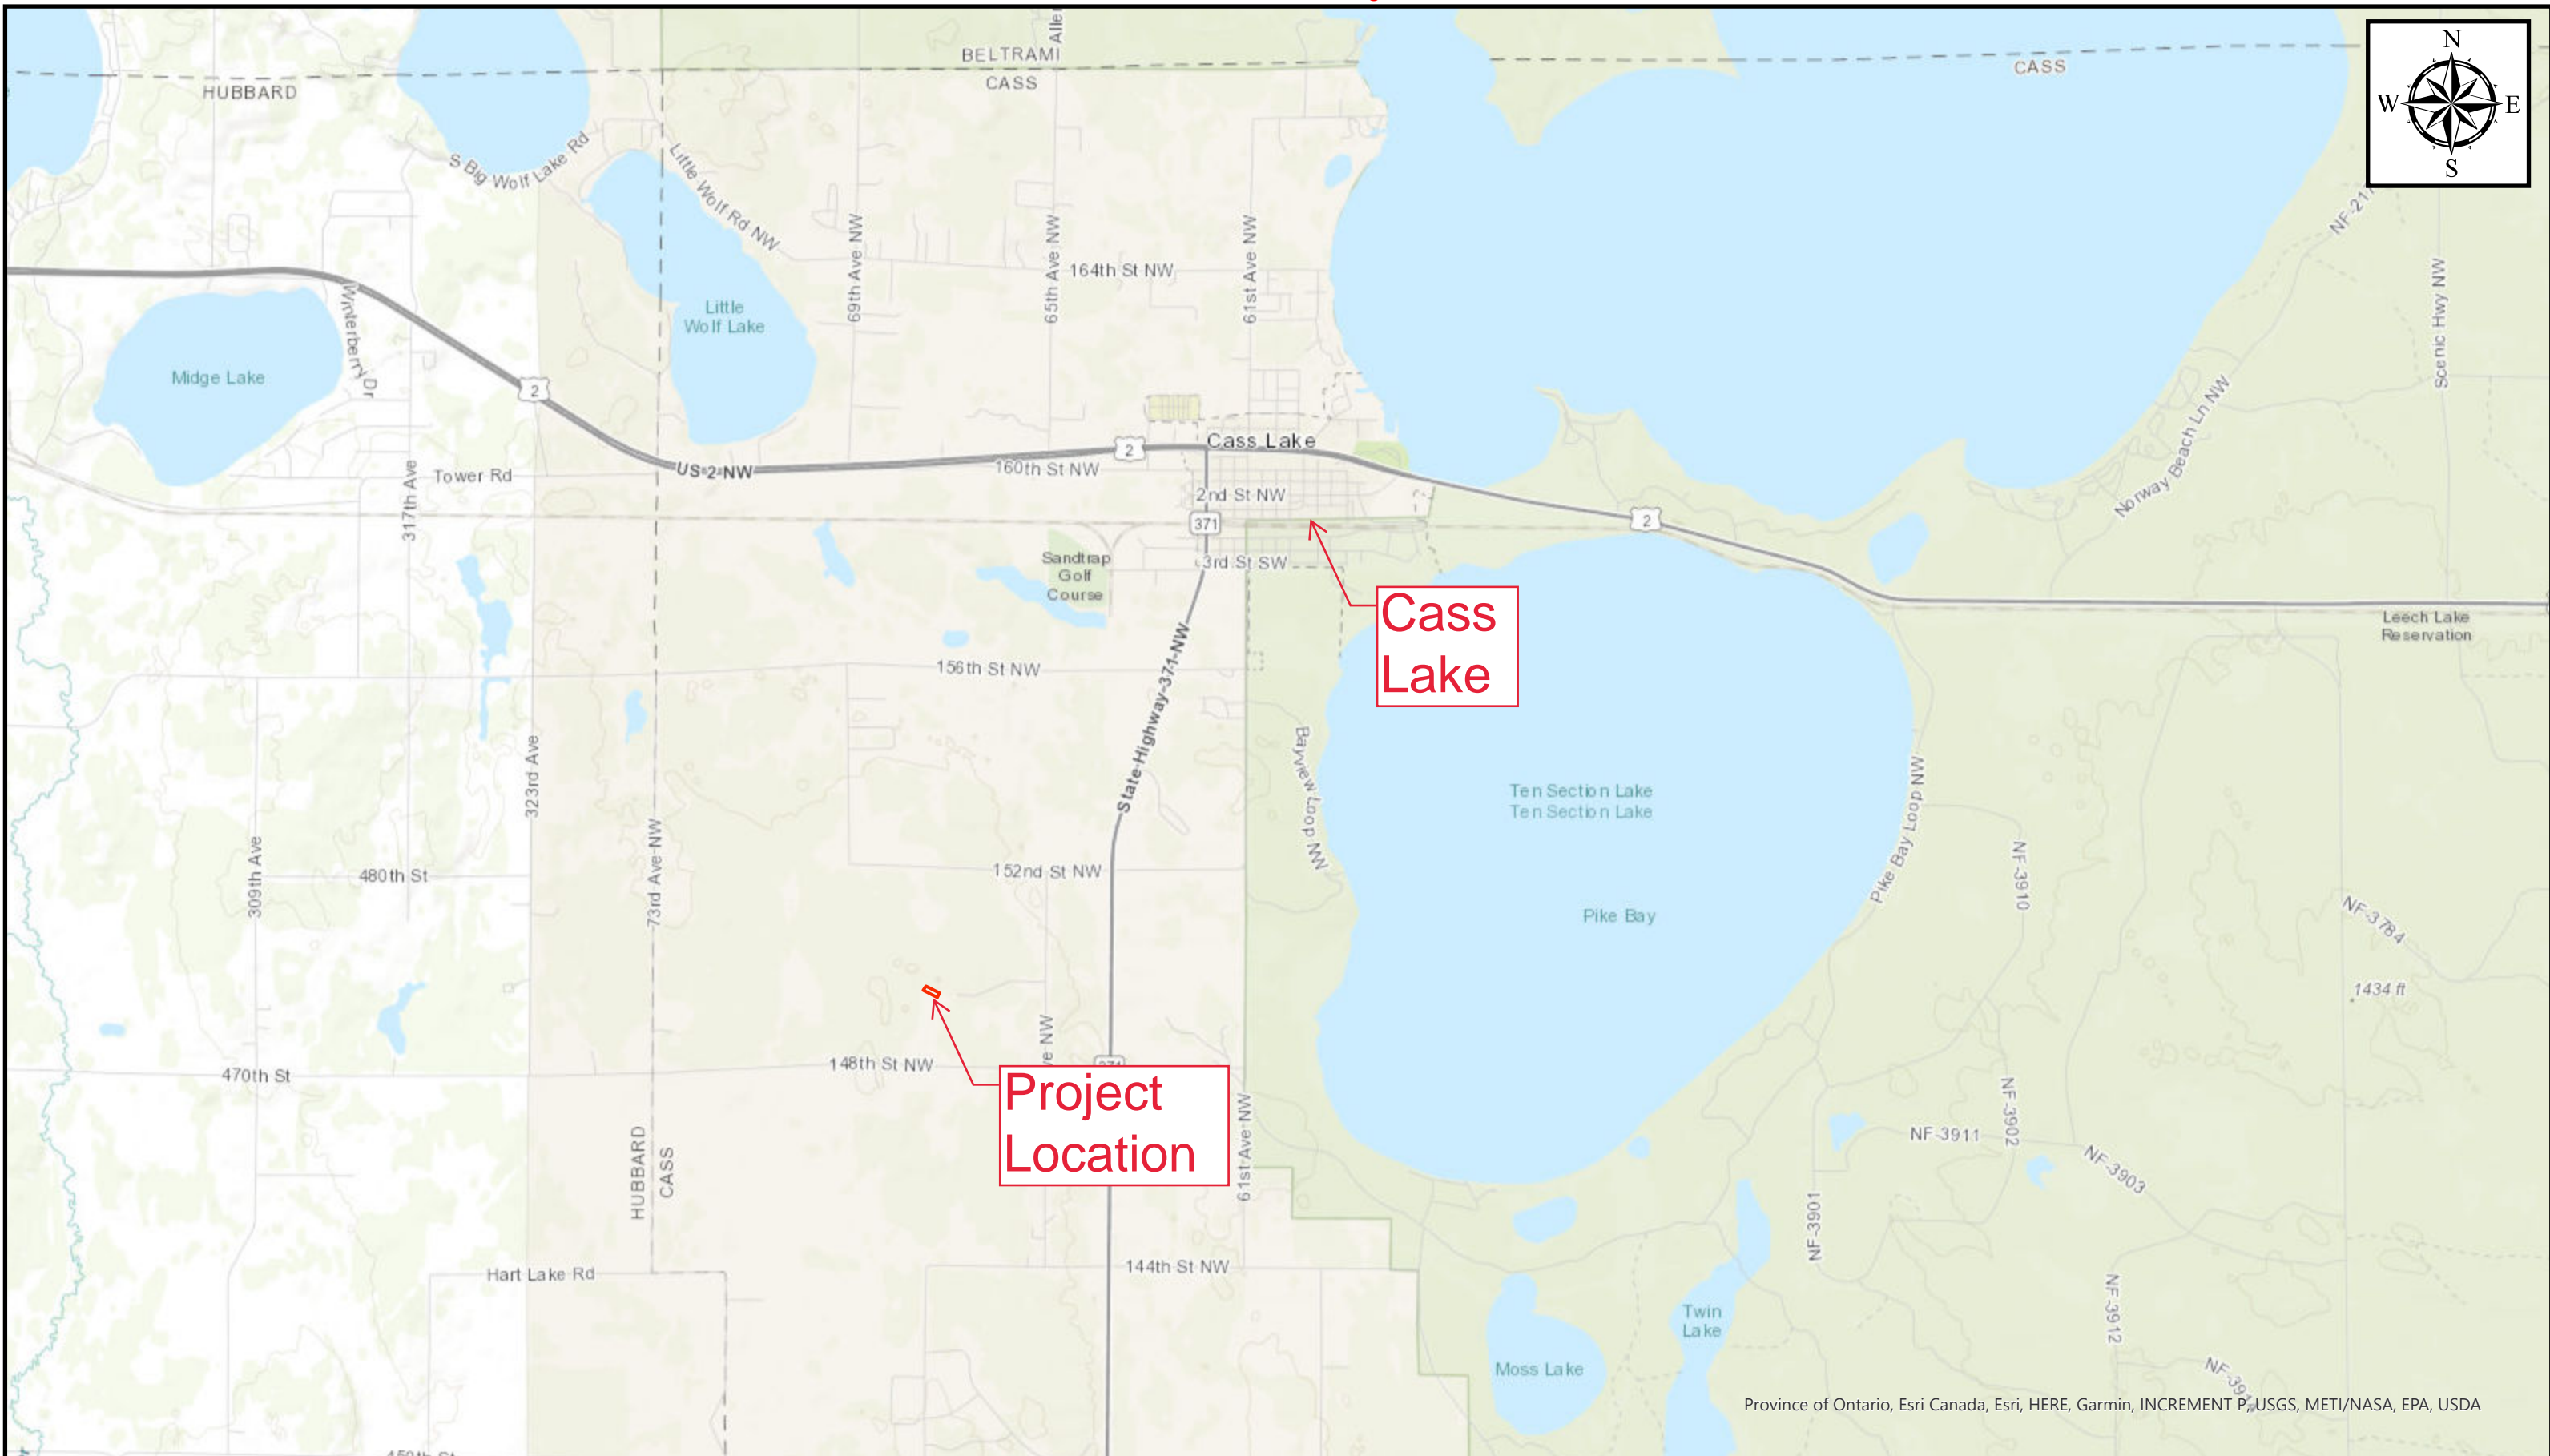 BELTRAMI
CASS
Aller
CASS
HUBBARD
N
W
E
S
S Big Wolf Lake Rd
Little Wolf Rd NW
69th Ave NW
65th Ave NW
61st Ave NW
164th St NW
NF-217
Scenic Hwy NW
Little
Wolf Lake
Winterberry Dr
Midge Lake
2
US-2-NW
Tower Rd
317th Ave
160th St NW
2
Cass Lake
2nd St NW
371
3rd St SW
2
Norway Beach Ln NW
Sandtrap
Golf
Course
Cass
Lake
Leech Lake
Reservation
156th St NW
State-Highway-371-NW
323rd Ave
Bayview Loop NW
Ten Section Lake
Ten Section Lake
Pike Bay Loop NW
309th Ave
480th St
73rd Ave NW
152nd St NW
NF-3910
Pike Bay
NF-3784
1434 ft
148th St NW
ve NW
470th St
Project
Location
HUBBARD
CASS
61st Ave NW
NF-3911
NF-3902
NF-3903
NF-3901
Hart Lake Rd
144th St NW
Twin
Lake
NF-3912
Moss Lake
Province of Ontario, Esri Canada, Esri, HERE, Garmin, INCREMENT P, USGS, METI/NASA, EPA, USDA